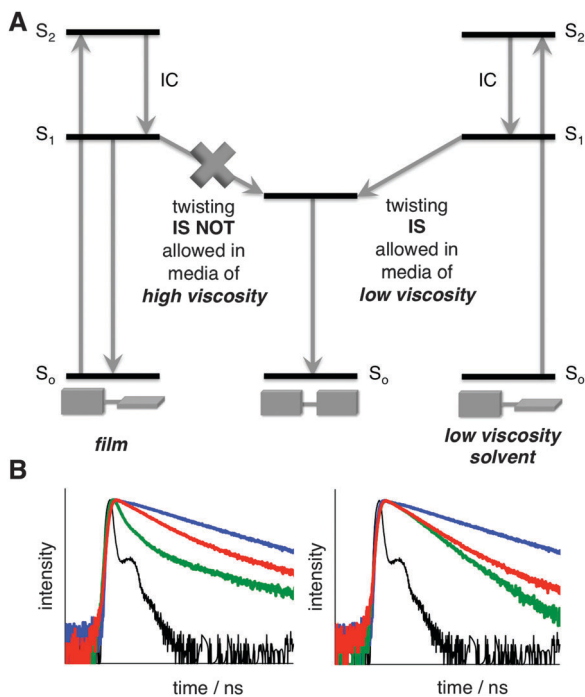 A
S2
S2
IC
IC
S1
S1
twisting
IS NOT
allowed in
media of
high viscosity
twisting
IS
allowed in
media of
low viscosity
So
So
So
film
low viscosity
solvent
B
intensity
intensity
time / ns
time / ns